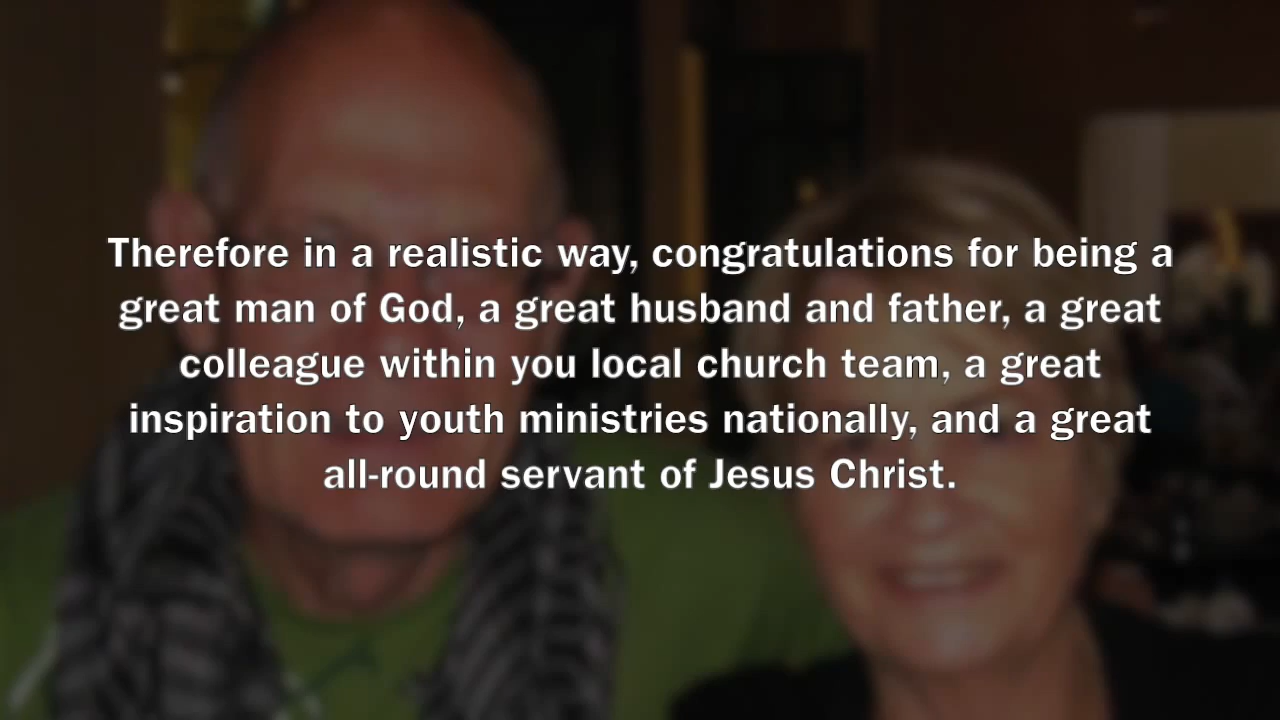 Therefore in a realistic way, congratulations for being a
great man of God, a great husband and father, a great
colleague within you local church team, a great
inspiration to youth ministries nationally, and a great
all-round servant of Jesus Christ.